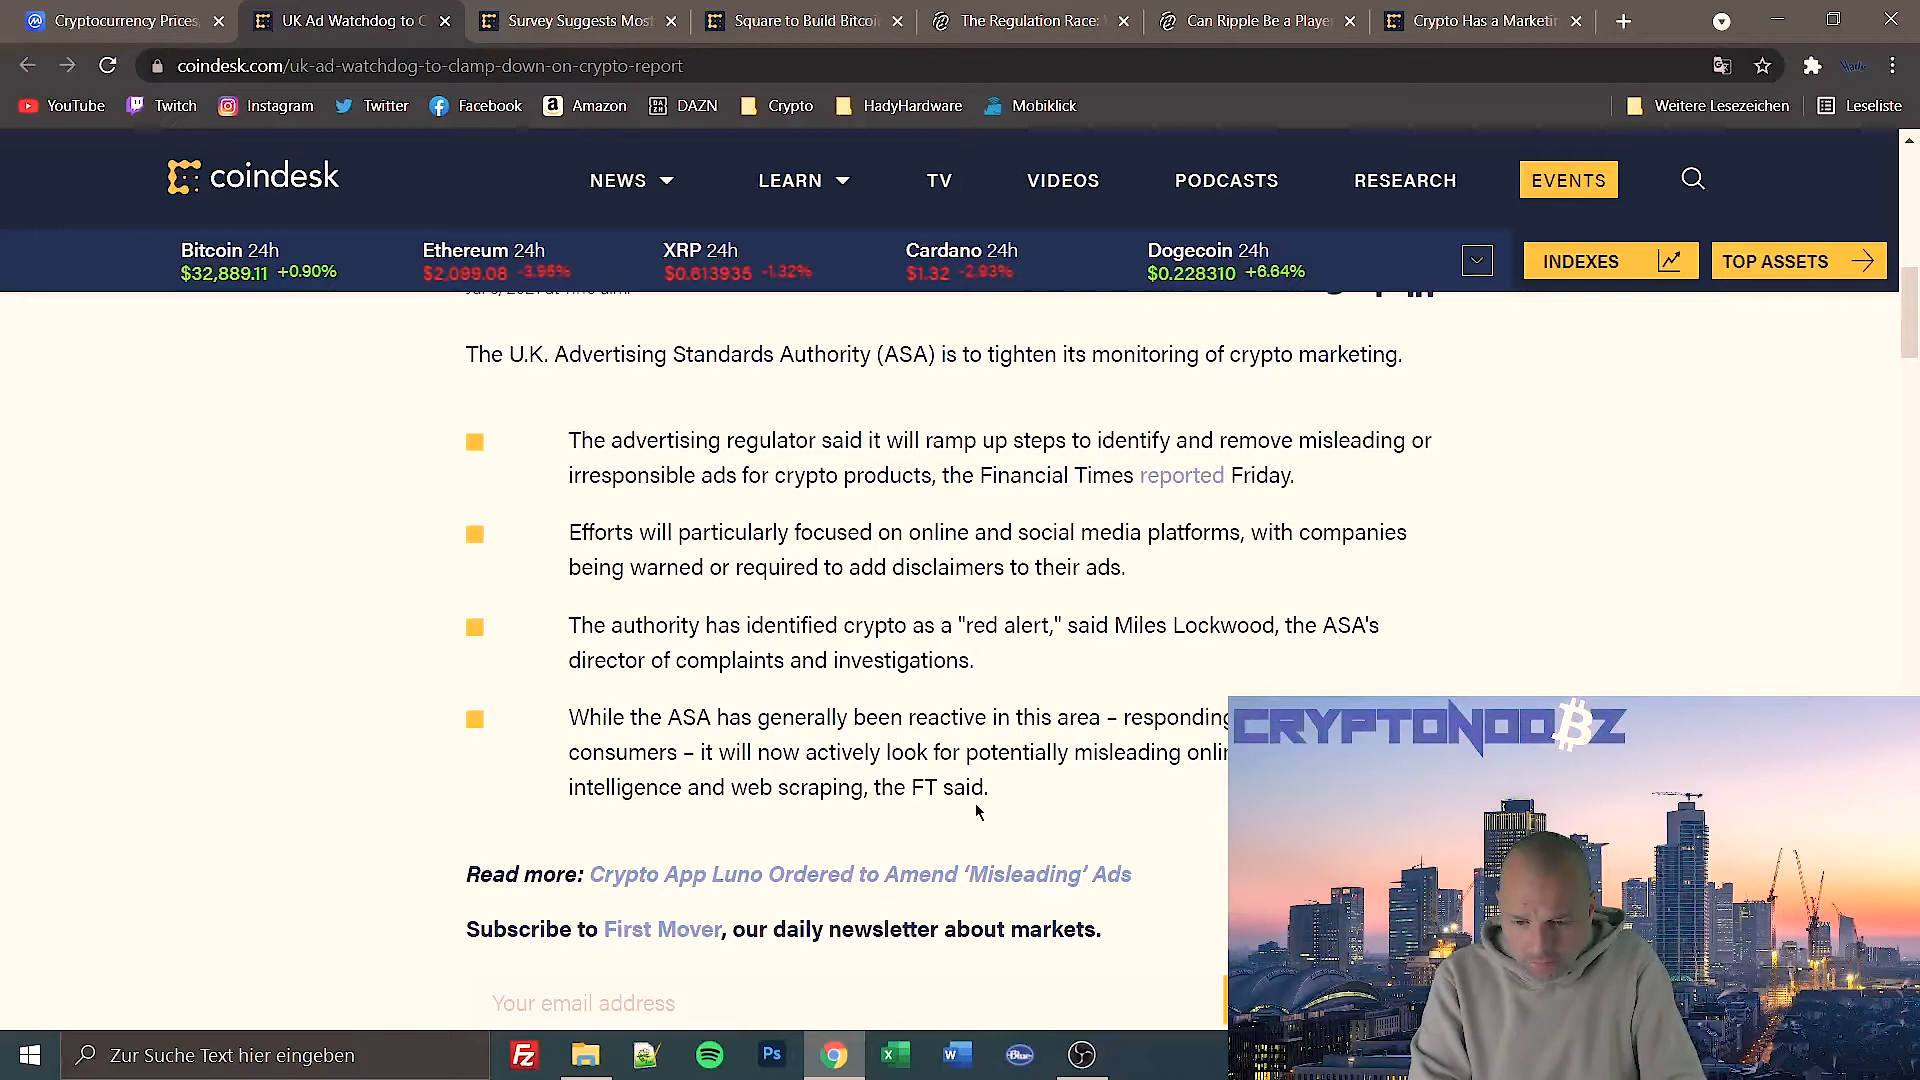 Cryptocurrency Prices,
UK Ad Watchdog to C
Survey Suggests Most
Square to Build Bitcoi
The Regulation Race:
Can Ripple Be a Playe
Crypto Has a Marketin
coindesk.com/uk-ad-watchdog-to-clamp-down-on-crypto-report
YouTube
Twitch
Instagram
Twitter
Facebook
Amazon
DAZN
Crypto
HadyHardware
Mobiklick
Weitere Lesezeichen
Leseliste
coindesk
NEWS
LEARN
TV
VIDEOS
PODCASTS
RESEARCH
EVENTS
Bitcoin 24h
$32,889.11 +0.90%
Ethereum 24h
$2,099.08 -3.95%
XRP 24h
$0.613935 -1.32%
Cardano 24h
$1.32 -2.93%
Dogecoin 24h
$0.228310 +6.64%
INDEXES
TOP ASSETS
The U.K. Advertising Standards Authority (ASA) is to tighten its monitoring of crypto marketing.
The advertising regulator said it will ramp up steps to identify and remove misleading or
irresponsible ads for crypto products, the Financial Times reported Friday.
Efforts will particularly focused on online and social media platforms, with companies
being warned or required to add disclaimers to their ads.
The authority has identified crypto as a "red alert," said Miles Lockwood, the ASA's
director of complaints and investigations.
While the ASA has generally been reactive in this area – responding
consumers – it will now actively look for potentially misleading onlin
intelligence and web scraping, the FT said.
Read more: Crypto App Luno Ordered to Amend ‘Misleading’ Ads
Subscribe to First Mover, our daily newsletter about markets.
Your email address
CRYPTONOOBZ
Zur Suche Text hier eingeben